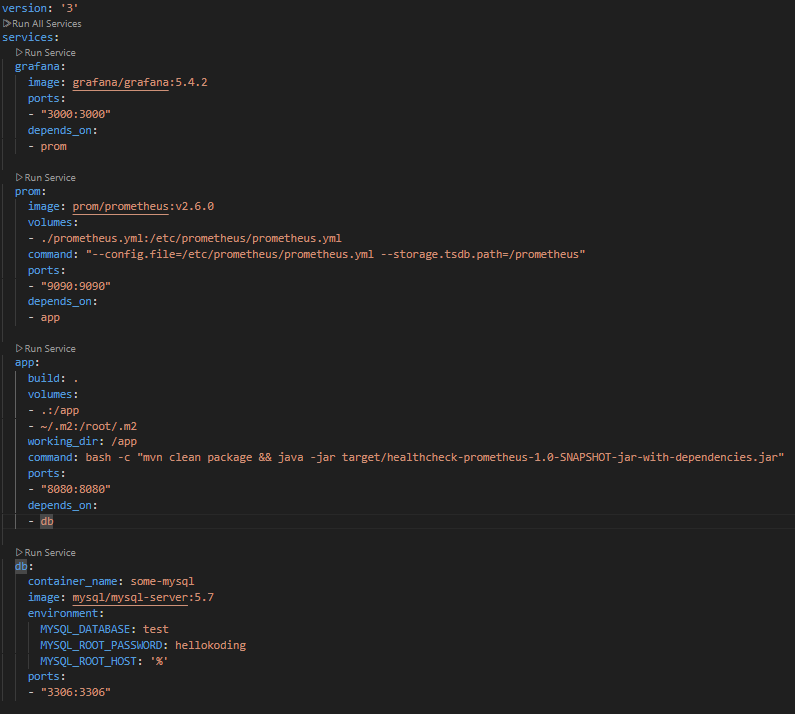 version: '3'
Run All Services
services:
Run Service
grafana:
image: grafana/grafana:5.4.2
ports:
- "3000:3000"
depends_on:
- prom
Run Service
prom:
image: prom/prometheus:v2.6.0
volumes:
- ./prometheus.yml:/etc/prometheus/prometheus.yml
command: "--config.file=/etc/prometheus/prometheus.yml --storage.tsdb.path=/prometheus"
ports:
- "9090:9090"
depends_on:
- app
Run Service
app:
build: .
volumes:
- .:/app
- ~/.m2:/root/.m2
working_dir: /app
command: bash -c "mvn clean package && java -jar target/healthcheck-prometheus-1.0-SNAPSHOT-jar-with-dependencies.jar"
ports:
- "8080:8080"
depends_on:
- db
Run Service
db:
container_name: some-mysql
image: mysql/mysql-server:5.7
environment:
MYSQL_DATABASE: test
MYSQL_ROOT_PASSWORD: hellokoding
MYSQL_ROOT_HOST: '%'
ports:
- "3306:3306"